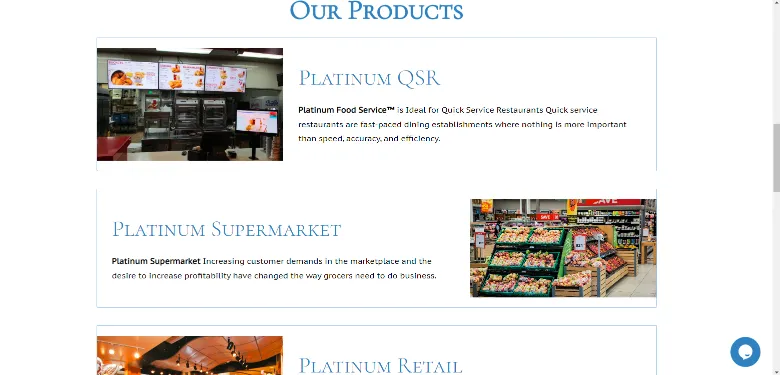 Our Products
Platinum QSR
Platinum Food Service™ is Ideal for Quick Service Restaurants Quick service
restaurants are fast-paced dining establishments where nothing is more important
than speed, accuracy, and efficiency.
Platinum Supermarket
SAVE
Platinum Supermarket Increasing customer demands in the marketplace and the
desire to increase profitability have changed the way grocers need to do business.
Platinum Retail